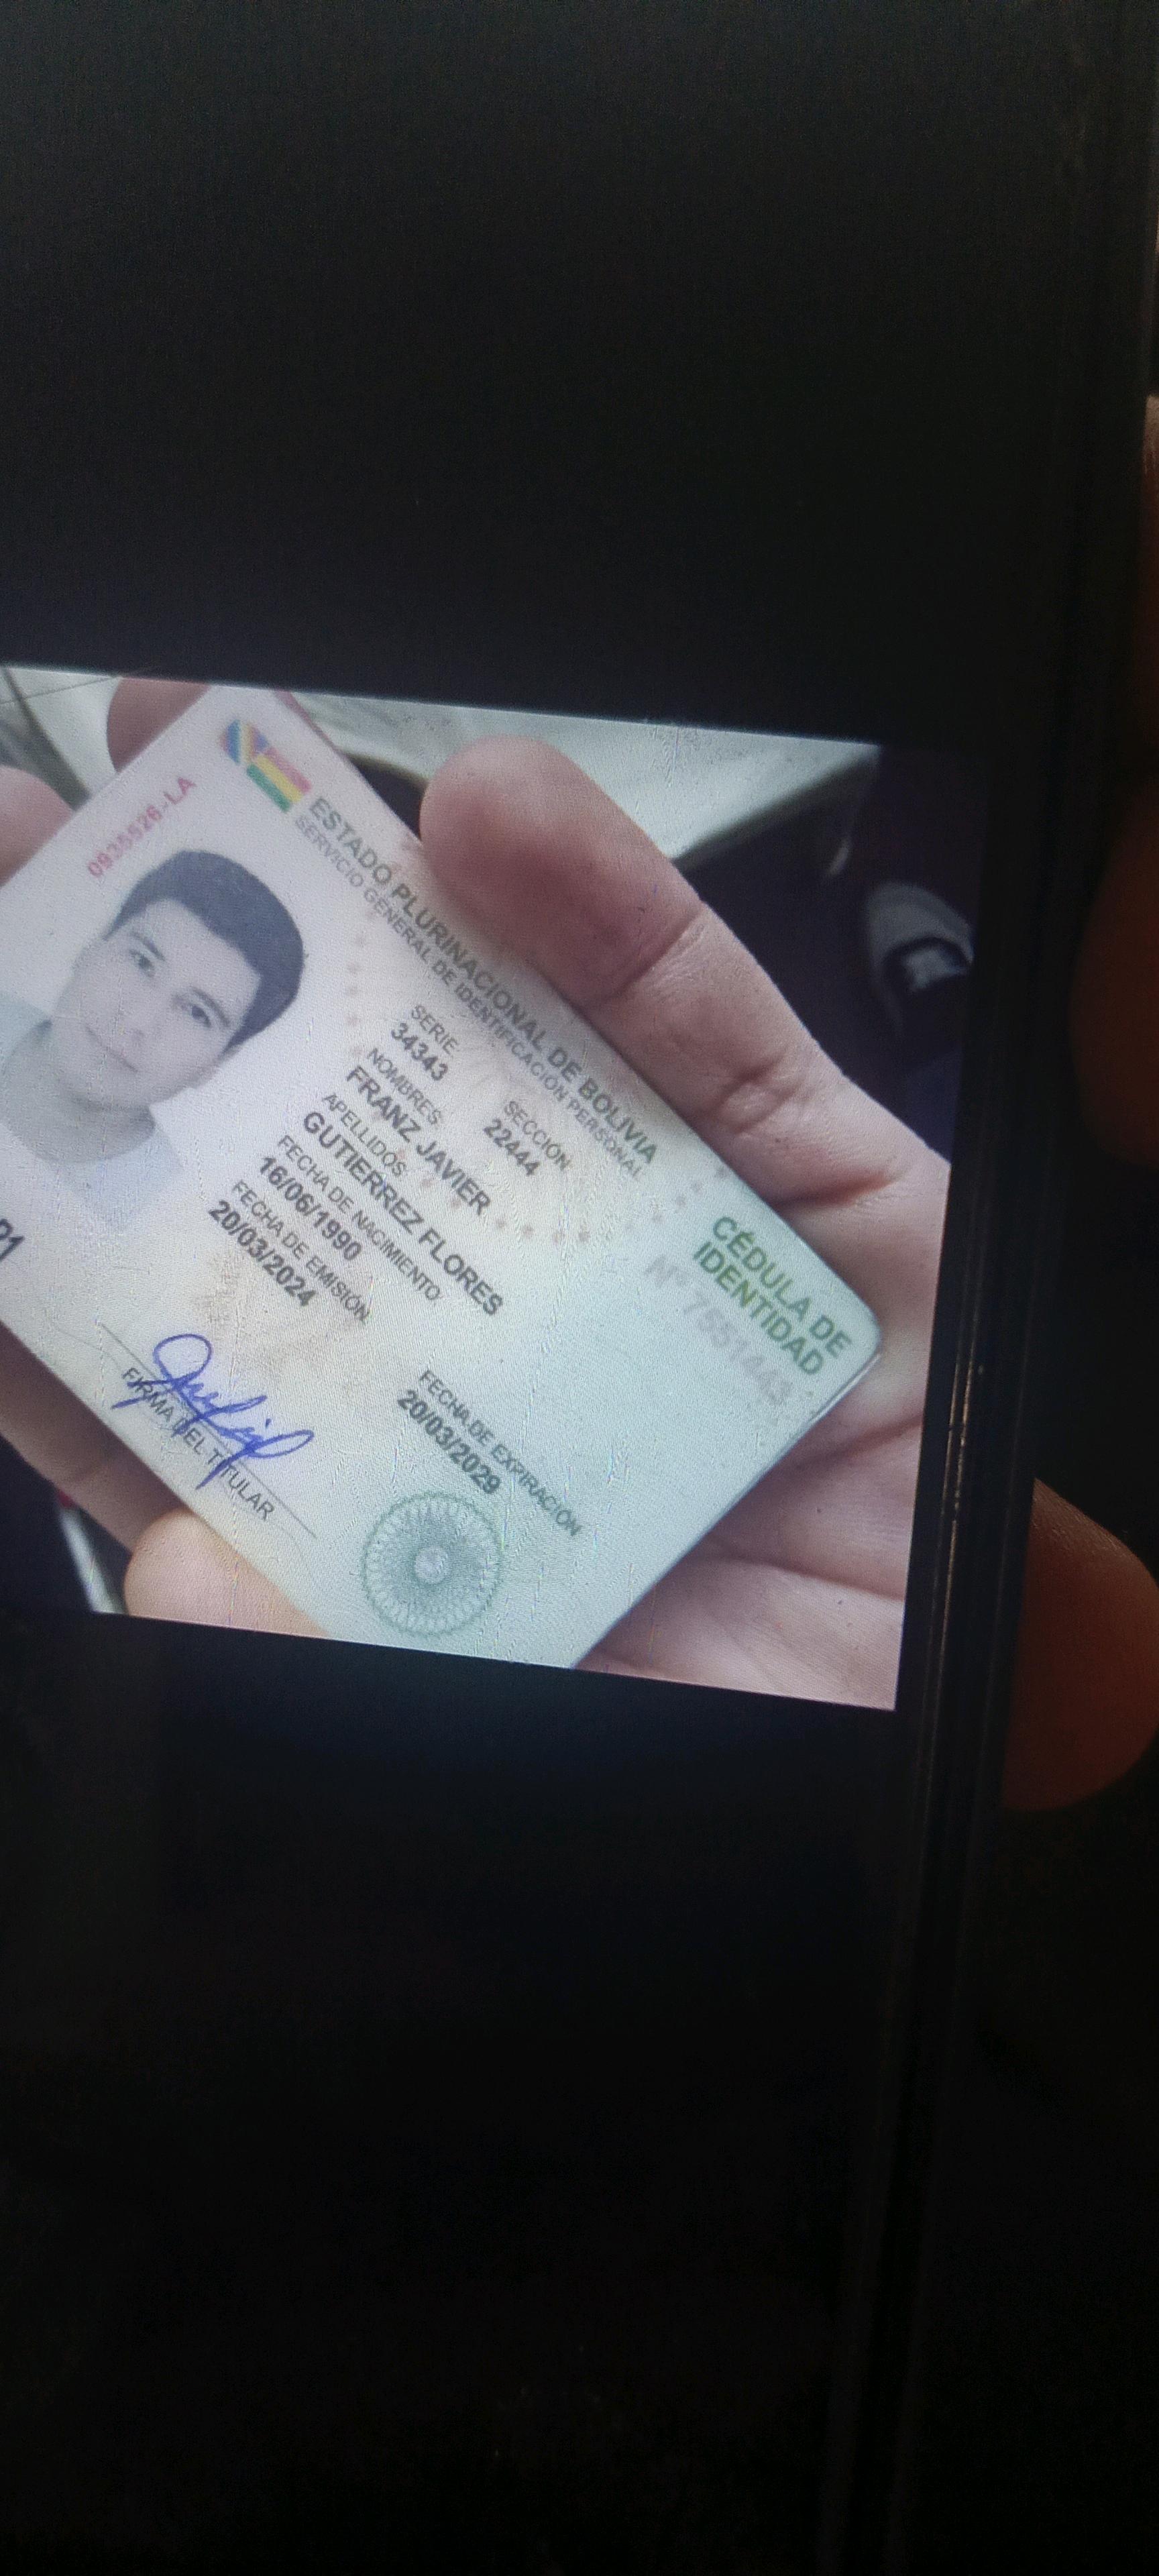 ESTADO PLURINACIONAL DE BOLIVIA
SERVICIO GENERAL DE IDENTIFICACIÓN PERSONAL
0935526-LA
CÉDULA DE
IDENTIDAD
Nº 7551443
SERIE: SECCIÓN:
34343 22444
NOMBRES:
FRANZ JAVIER
APELLIDOS:
GUTIERREZ FLORES
FECHA DE NACIMIENTO:
16/06/1990
FECHA DE EMISIÓN FECHA DE EXPIRACIÓN
20/03/2024 20/03/2029
FIRMA DEL TITULAR